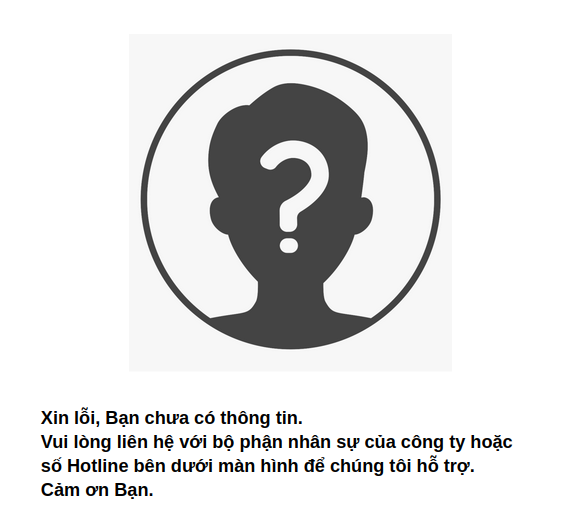 Xin lỗi, Bạn chưa có thông tin.
Vui lòng liên hệ với bộ phận nhân sự của công ty hoặc
số Hotline bên dưới màn hình để chúng tôi hỗ trợ.
Cảm ơn Bạn.